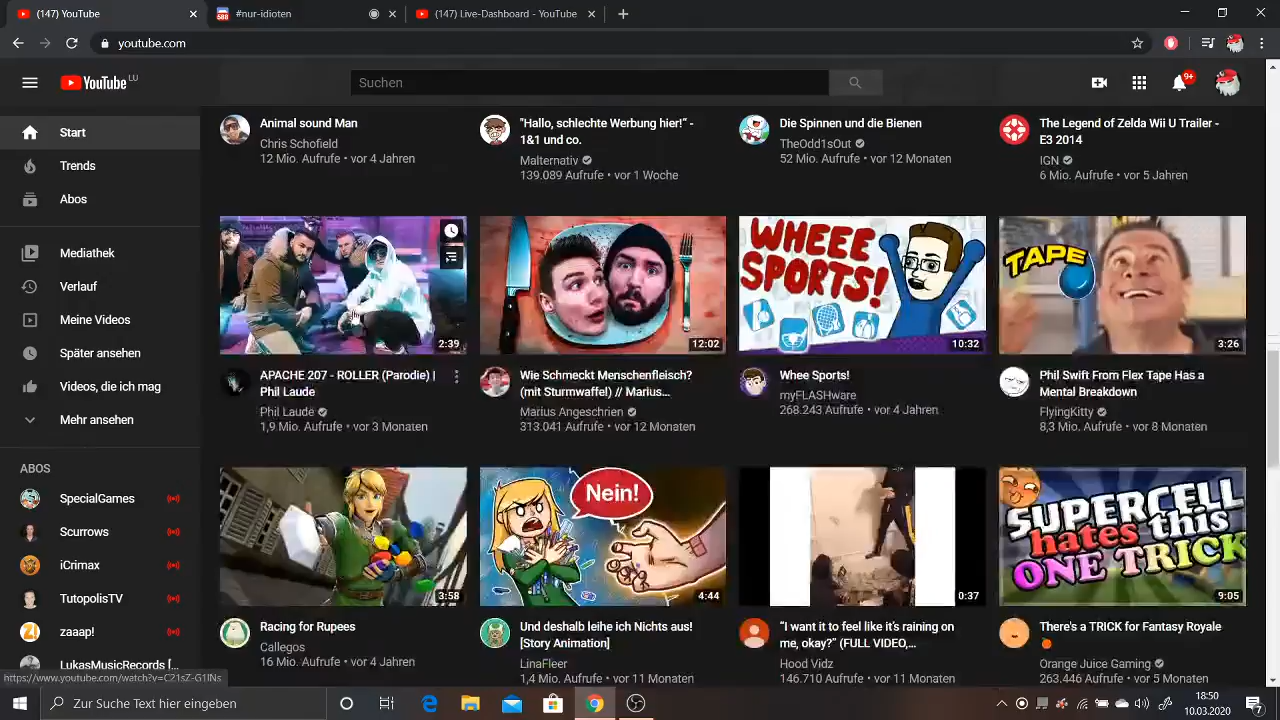 (147) YouTube
588
#nur-idioten
(147) Live-Dashboard - YouTube
youtube.com
YouTube LU
Suchen
9+
Start
Trends
Abos
Mediathek
Verlauf
Meine Videos
Später ansehen
Videos, die ich mag
Mehr ansehen
ABOS
SpecialGames
Scurrows
iCrimax
TutopolisTV
zaaap!
LukasMusicRecords [...
Animal sound Man
Chris Schofield
12 Mio. Aufrufe • vor 4 Jahren
"Hallo, schlechte Werbung hier!“ -
1&1 und co.
Malternativ
139.089 Aufrufe • vor 1 Woche
Die Spinnen und die Bienen
TheOdd1sOut
52 Mio. Aufrufe • vor 12 Monaten
The Legend of Zelda Wii U Trailer -
E3 2014
IGN
6 Mio. Aufrufe • vor 5 Jahren
2:39
APACHE 207 - ROLLER (Parodie) |
Phil Laude
Phil Laude
1,9 Mio. Aufrufe • vor 3 Monaten
12:02
Wie Schmeckt Menschenfleisch?
(mit Sturmwaffel) // Marius...
Marius Angeschrien
313.041 Aufrufe • vor 12 Monaten
WHEEE
SPORTS!
10:32
Whee Sports!
myFLASHware
268.243 Aufrufe • vor 4 Jahren
TAPE
3:26
Phil Swift From Flex Tape Has a
Mental Breakdown
FlyingKitty
8,3 Mio. Aufrufe • vor 8 Monaten
3:58
Racing for Rupees
Callegos
16 Mio. Aufrufe • vor 4 Jahren
Nein!
4:44
Und deshalb leihe ich Nichts aus!
[Story Animation]
LinaFleer
1,4 Mio. Aufrufe • vor 11 Monaten
0:37
“I want it to feel like it's raining on
me, okay?” (FULL VIDEO,...
Hood Vidz
146.710 Aufrufe • vor 11 Monaten
SUPERCELL
hates this
ONE TRICK
9:05
There's a TRICK for Fantasy Royale
Orange Juice Gaming
263.446 Aufrufe • vor 5 Monaten
Zur Suche Text hier eingeben
18:50
10.03.2020
7